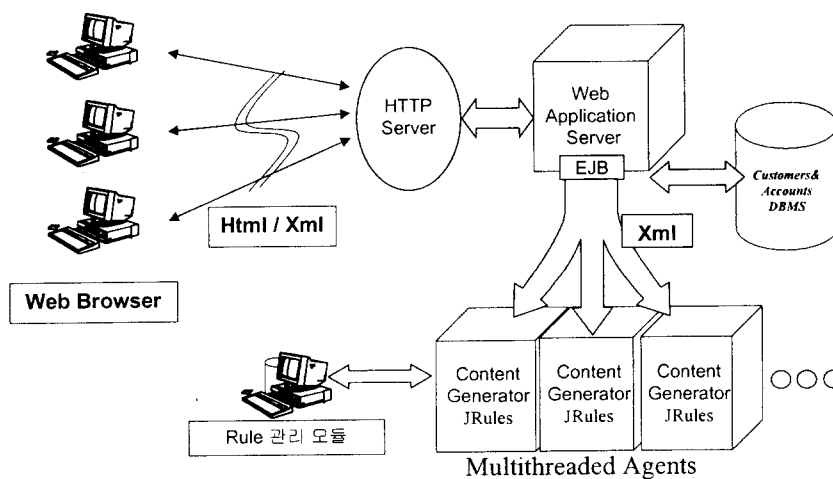 HTTP
Server
Web
Application
Server
EJB
Customers&
Accounts
DBMS
Html / Xml
Xml
Web Browser
Content
Generator
JRules
Content
Generator
JRules
Content
Generator
JRules
Rule 관리 모듈
Multithreaded Agents